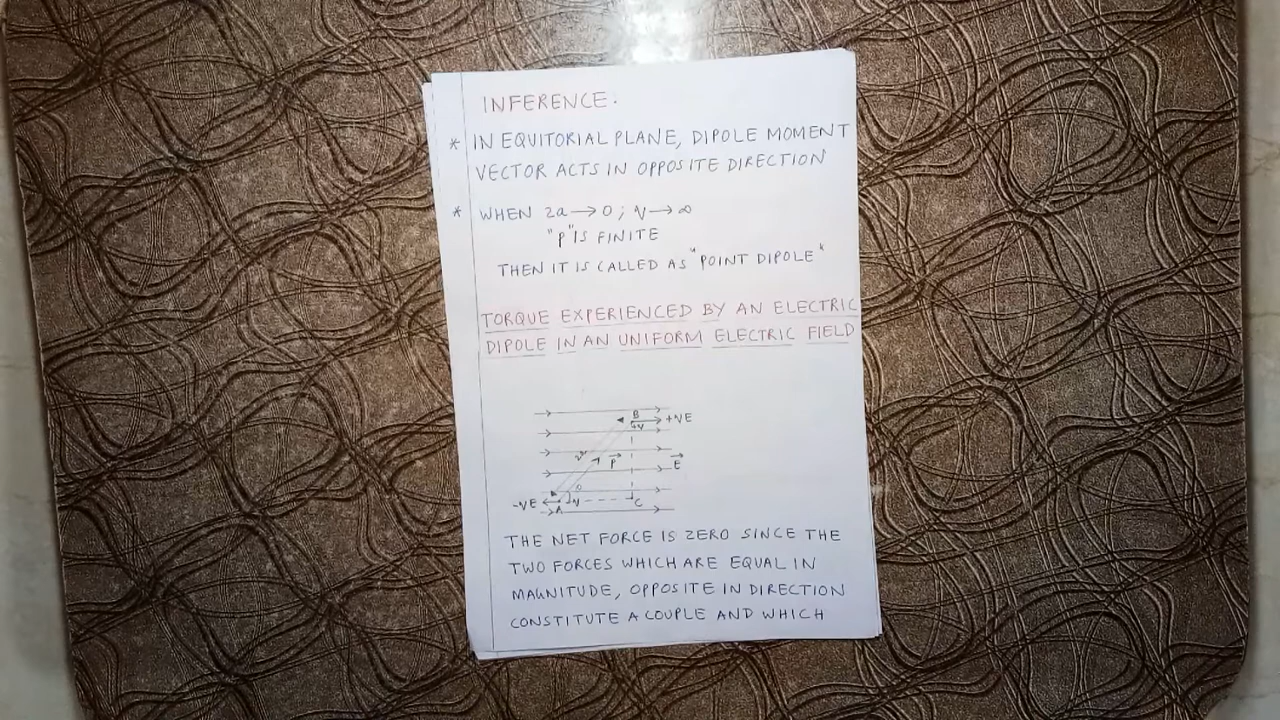 INFERENCE.
* IN EQUITORIAL PLANE, DIPOLE MOMENT
VECTOR ACTS IN OPPOSITE DIRECTION
* WHEN 2a → 0 ; q → ∞
"P" IS FINITE
THEN IT IS CALLED AS "POINT DIPOLE"
TORQUE EXPERIENCED BY AN ELECTRIC
DIPOLE IN AN UNIFORM ELECTRIC FIELD
B
+qE
+q
P
E
-qE
A
C
THE NET FORCE IS ZERO SINCE THE
TWO FORCES WHICH ARE EQUAL IN
MAGNITUDE, OPPOSITE IN DIRECTION
CONSTITUTE A COUPLE AND WHICH